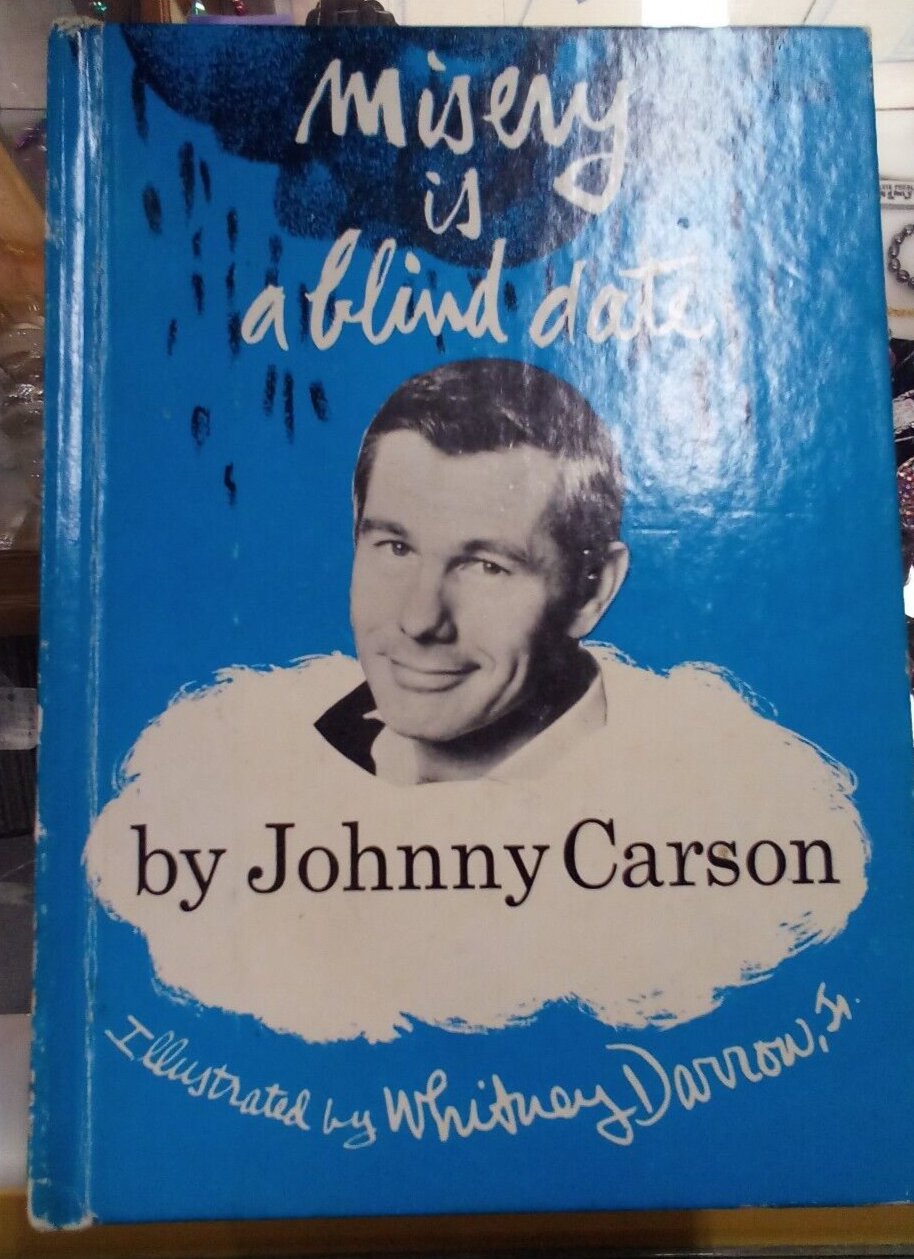 misery
is
a blind date
by Johnny Carson
Illustrated by Whitney Darrow, Jr.